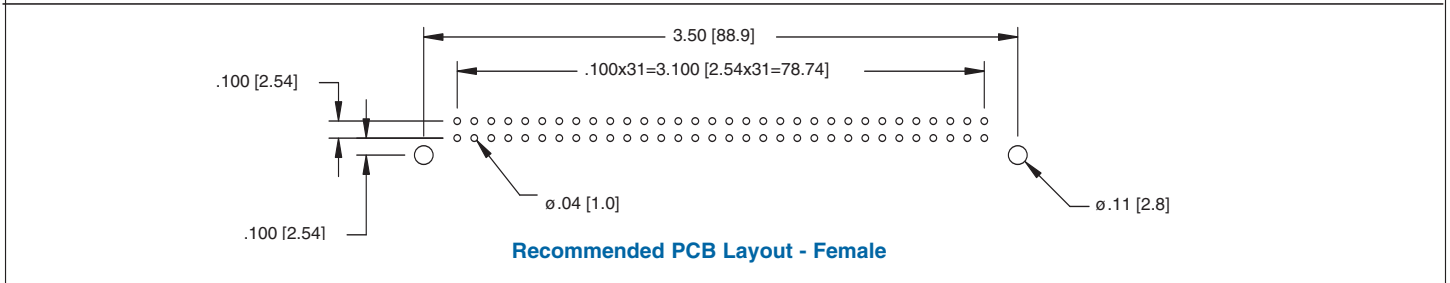 3.50 [88.9]
.100x31=3.100 [2.54x31=78.74]
.100 [2.54]
ø.04 [1.0]
ø.11 [2.8]
.100 [2.54]
Recommended PCB Layout - Female